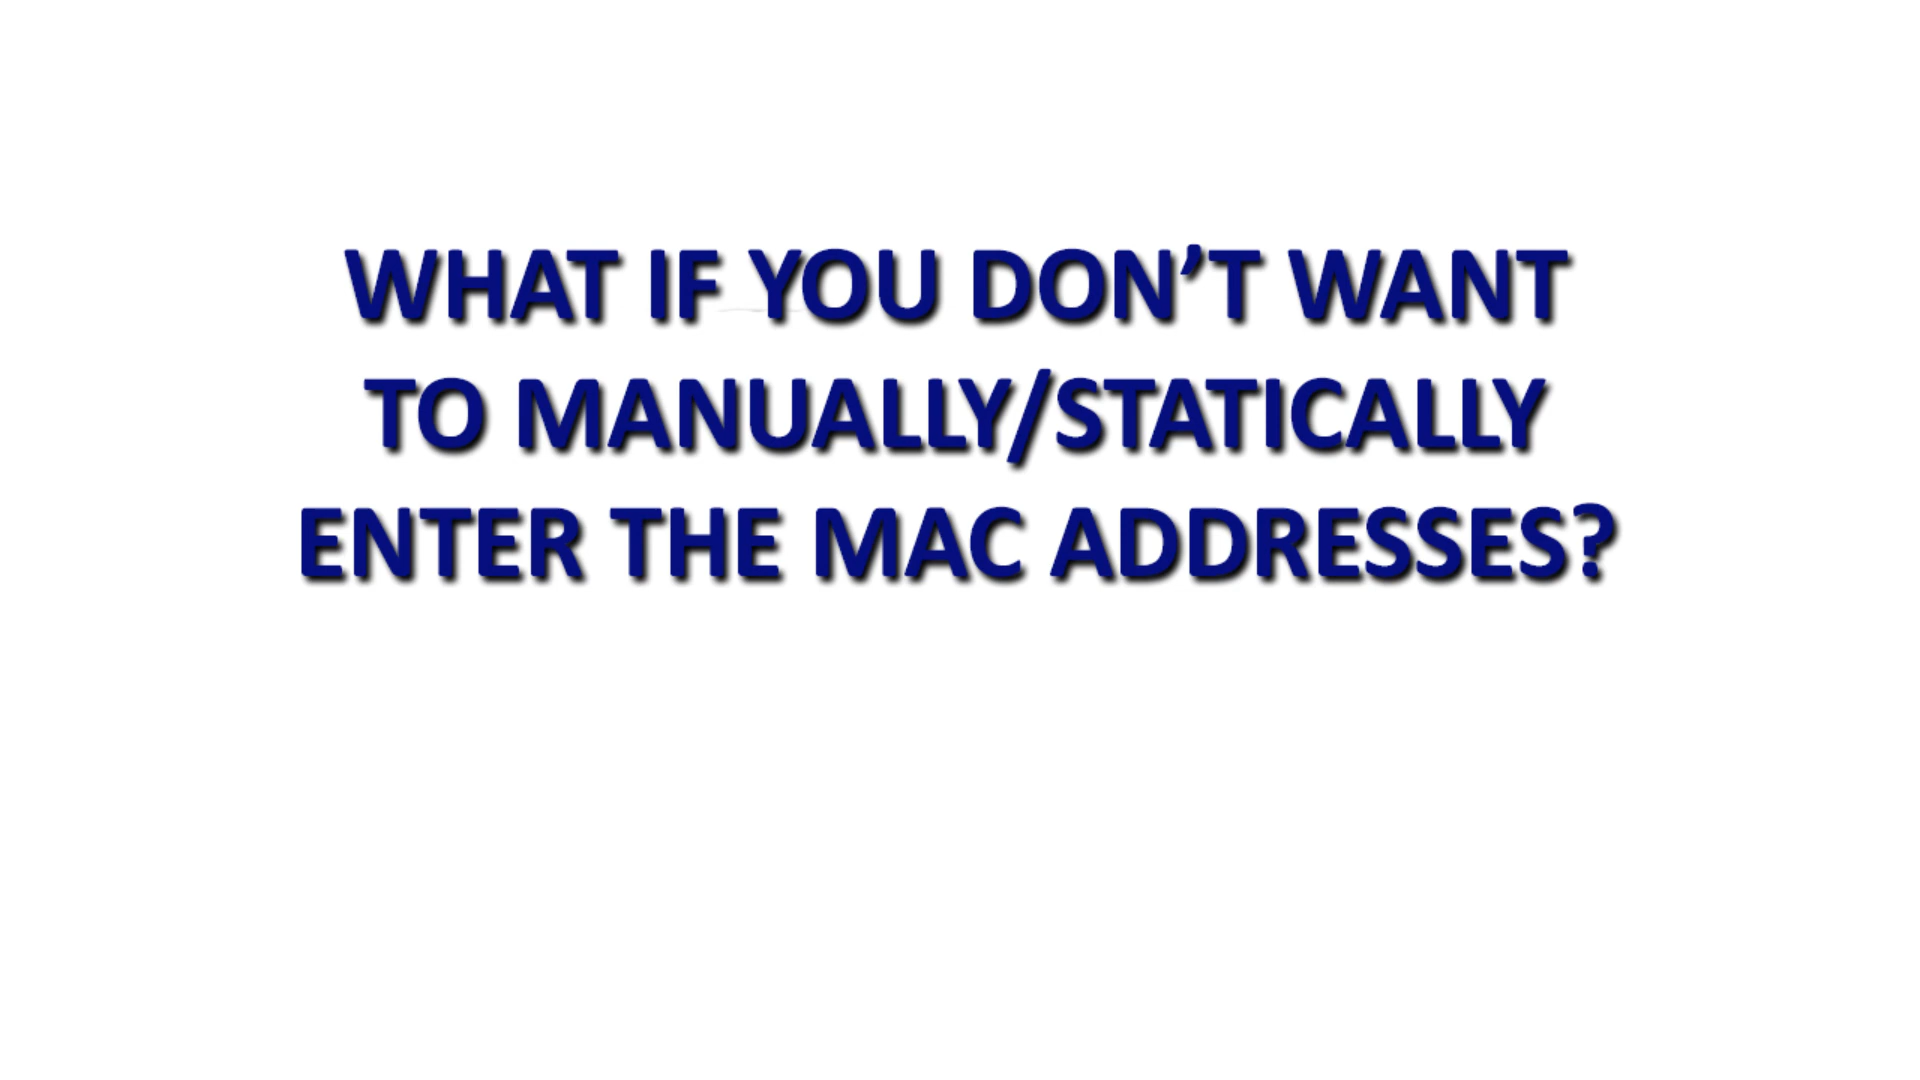 WHAT IF YOU DON’T WANT
TO MANUALLY/STATICALLY
ENTER THE MAC ADDRESSES?